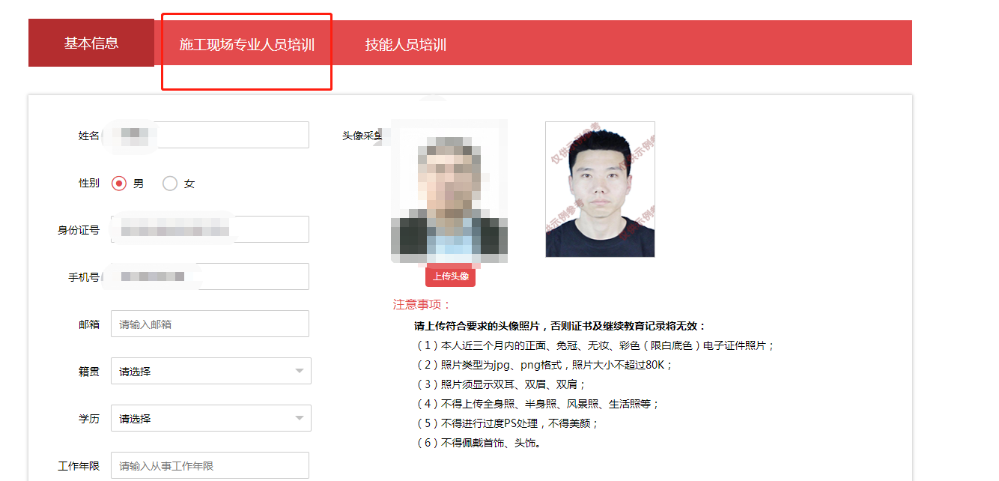 基本信息
施工现场专业人员培训
技能人员培训
姓名
头像采集
仅供示例参考
性别
男
女
身份证号
手机号
上传头像
注意事项：
邮箱
请输入邮箱
请上传符合要求的头像照片，否则证书及继续教育记录将无效：
（1）本人近三个月内的正面、免冠、无妆、彩色（限白底色）电子证件照片；
（2）照片类型为jpg、png格式，照片大小不超过80K；
籍贯
请选择
（3）照片须显示双耳、双眉、双肩；
（4）不得上传全身照、半身照、风景照、生活照等；
学历
请选择
（5）不得进行过度PS处理，不得美颜；
（6）不得佩戴首饰、头饰。
工作年限
请输入从事工作年限